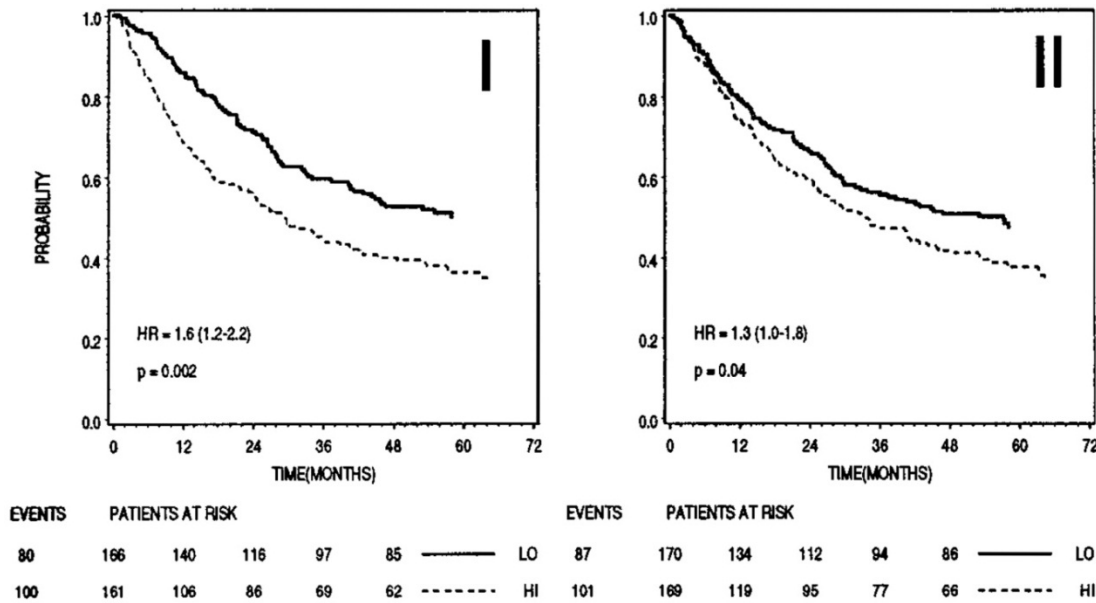 I
II
PROBABILITY
1.0
0.8
0.6
0.4
0.2
0.0
HR = 1.6 (1.2-2.2)
p = 0.002
0 12 24 36 48 60 72
TIME(MONTHS)
1.0
0.8
0.6
0.4
0.2
0.0
HR = 1.3 (1.0-1.8)
p = 0.04
0 12 24 36 48 60 72
TIME(MONTHS)
EVENTS PATIENTS AT RISK
80 166 140 116 97 85 LO
100 161 106 86 69 62 HI
EVENTS PATIENTS AT RISK
87 170 134 112 94 86 LO
101 169 119 95 77 66 HI